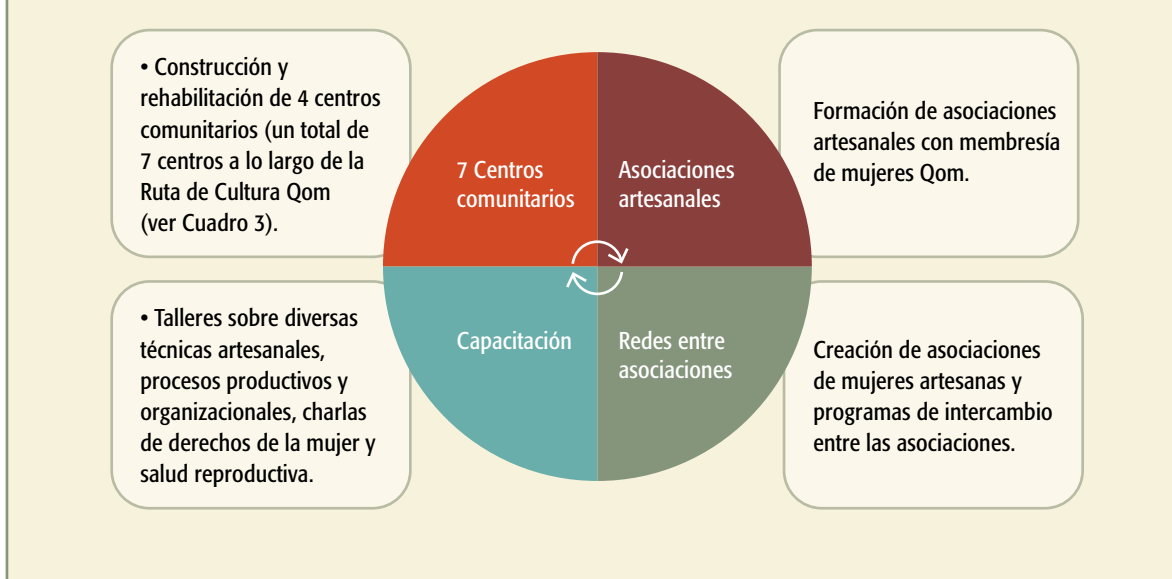 • Construcción y
rehabilitación de 4 centros
comunitarios (un total de
7 centros a lo largo de la
Ruta de Cultura Qom
(ver Cuadro 3).
7 Centros
comunitarios
Asociaciones
artesanales
Formación de asociaciones
artesanales con membresía
de mujeres Qom.
• Talleres sobre diversas
técnicas artesanales,
procesos productivos y
organizacionales, charlas
de derechos de la mujer y
salud reproductiva.
Capacitación
Redes entre
asociaciones
Creación de asociaciones
de mujeres artesanas y
programas de intercambio
entre las asociaciones.